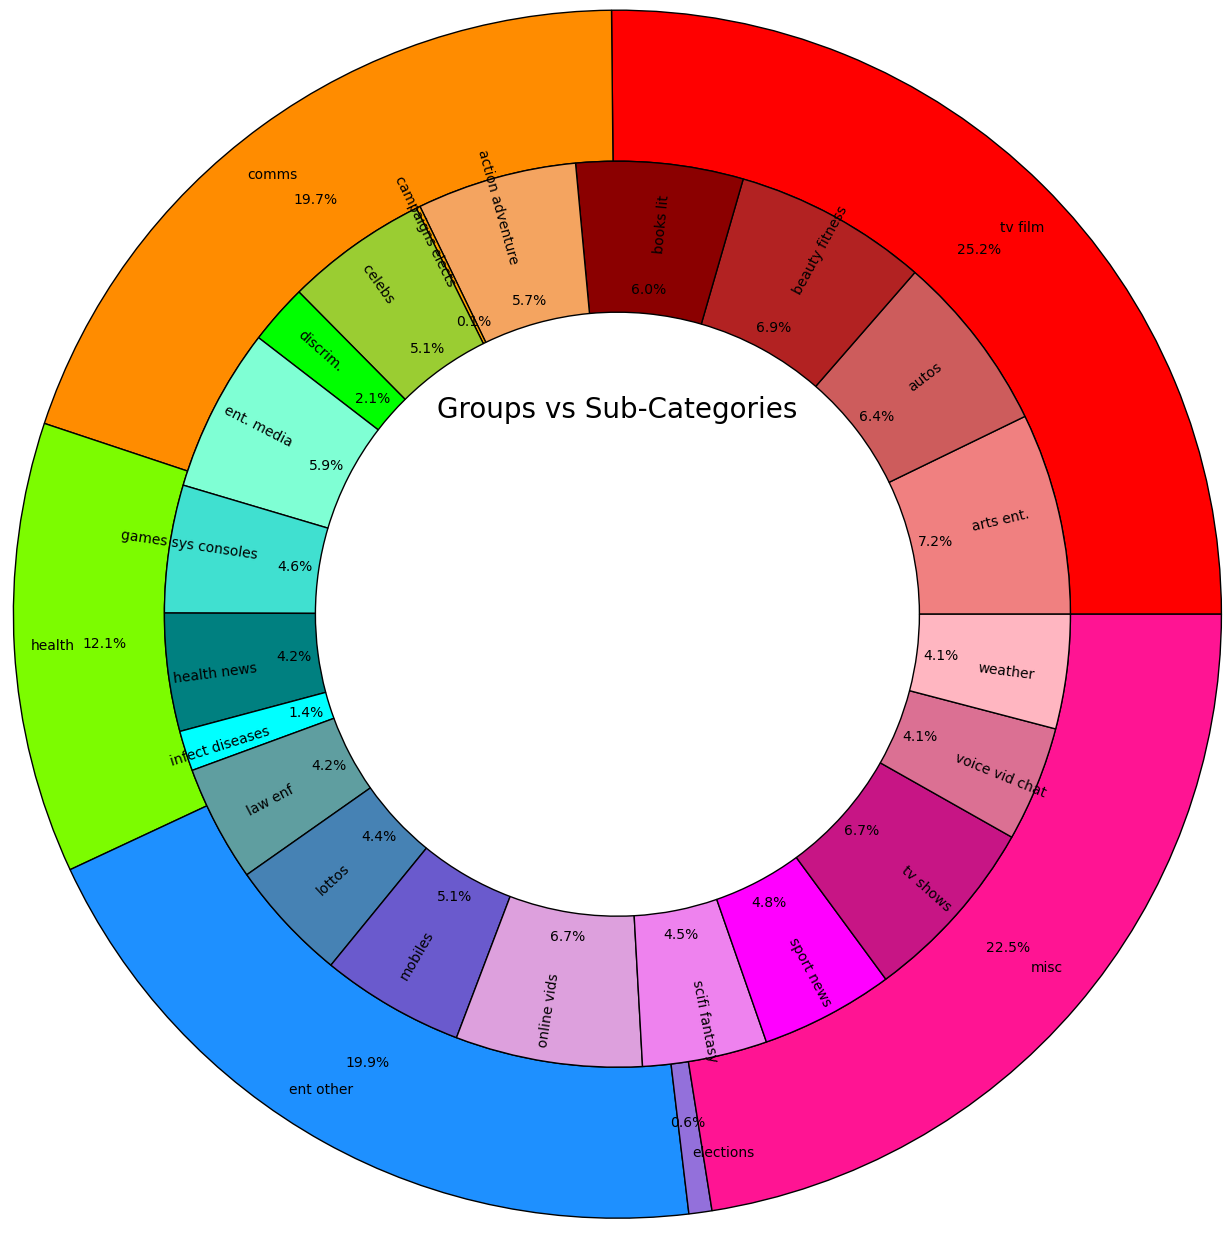 Groups vs Sub-Categories
tv film
25.2%
comms
19.7%
health
12.1%
ent other
19.9%
elections
0.6%
misc
22.5%
arts ent.
7.2%
autos
6.4%
beauty fitness
6.9%
books lit
6.0%
action adventure
5.7%
campaigns elects
0.1%
celebs
5.1%
discrim.
2.1%
ent. media
5.9%
games sys consoles
4.6%
health news
4.2%
infect diseases
1.4%
law enf
4.2%
lottos
4.4%
mobiles
5.1%
online vids
6.7%
scifi fantasy
4.5%
sport news
4.8%
tv shows
6.7%
voice vid chat
4.1%
weather
4.1%